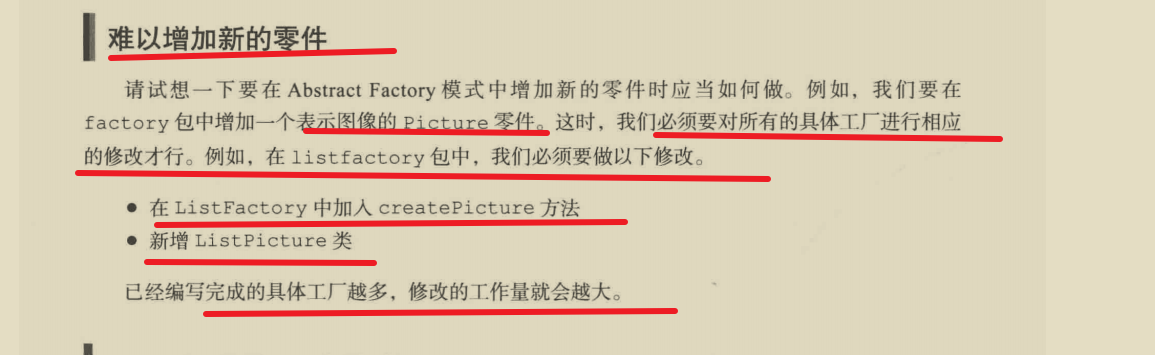 难以增加新的零件
请试想一下要在 Abstract Factory 模式中增加新的零件时应当如何做。例如，我们要在
factory 包中增加一个表示图像的 Picture 零件。这时，我们必须要对所有的具体工厂进行相应
的修改才行。例如，在 listfactory 包中，我们必须要做以下修改。
● 在 ListFactory 中加入 createPicture 方法
● 新增 ListPicture 类
已经编写完成的具体工厂越多，修改的工作量就会越大。